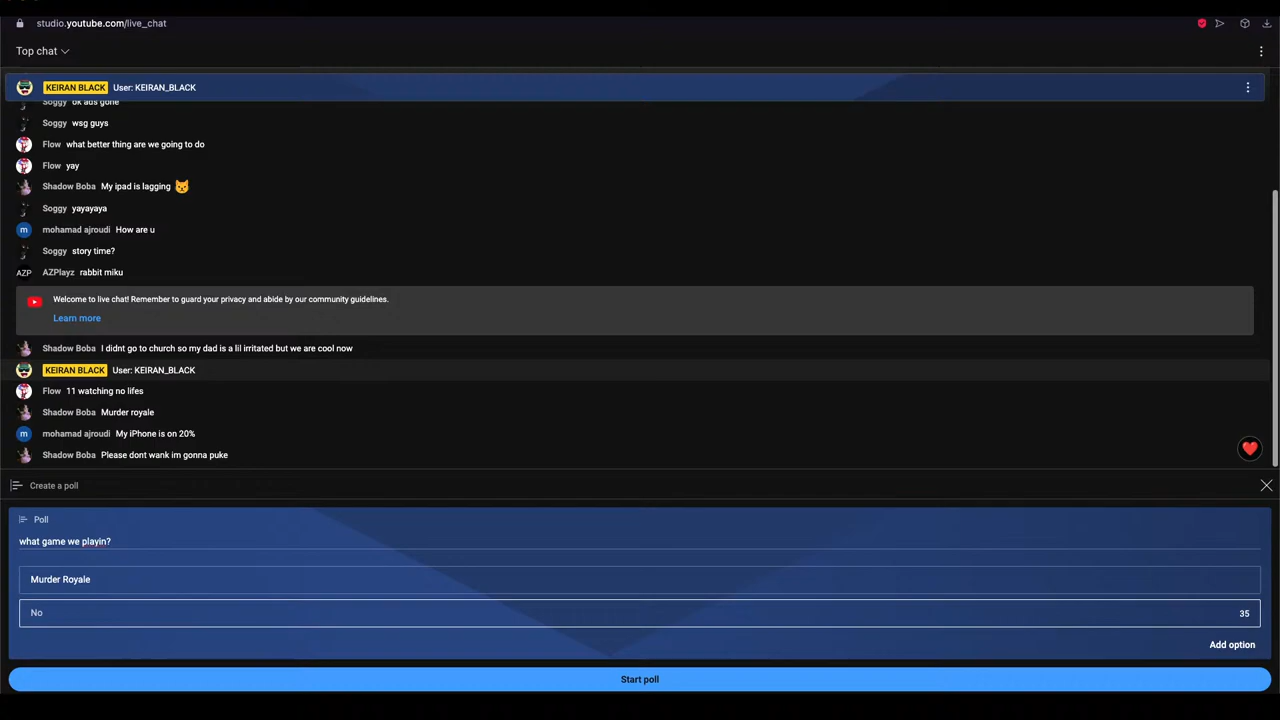 studio.youtube.com/live_chat
Top chat
KEIRAN BLACK User: KEIRAN_BLACK
Soggy ok ads gone
Soggy wsg guys
Flow what better thing are we going to do
Flow yay
Shadow Boba My ipad is lagging
Soggy yayayaya
m mohamad ajroudi How are u
Soggy story time?
AZP AZPlayz rabbit miku
Welcome to live chat! Remember to guard your privacy and abide by our community guidelines.
Learn more
Shadow Boba I didnt go to church so my dad is a lil irritated but we are cool now
KEIRAN BLACK User: KEIRAN_BLACK
Flow 11 watching no lifes
Shadow Boba Murder royale
m mohamad ajroudi My iPhone is on 20%
Shadow Boba Please dont wank im gonna puke
Create a poll
Poll
what game we playin?
Murder Royale
No 35
Add option
Start poll